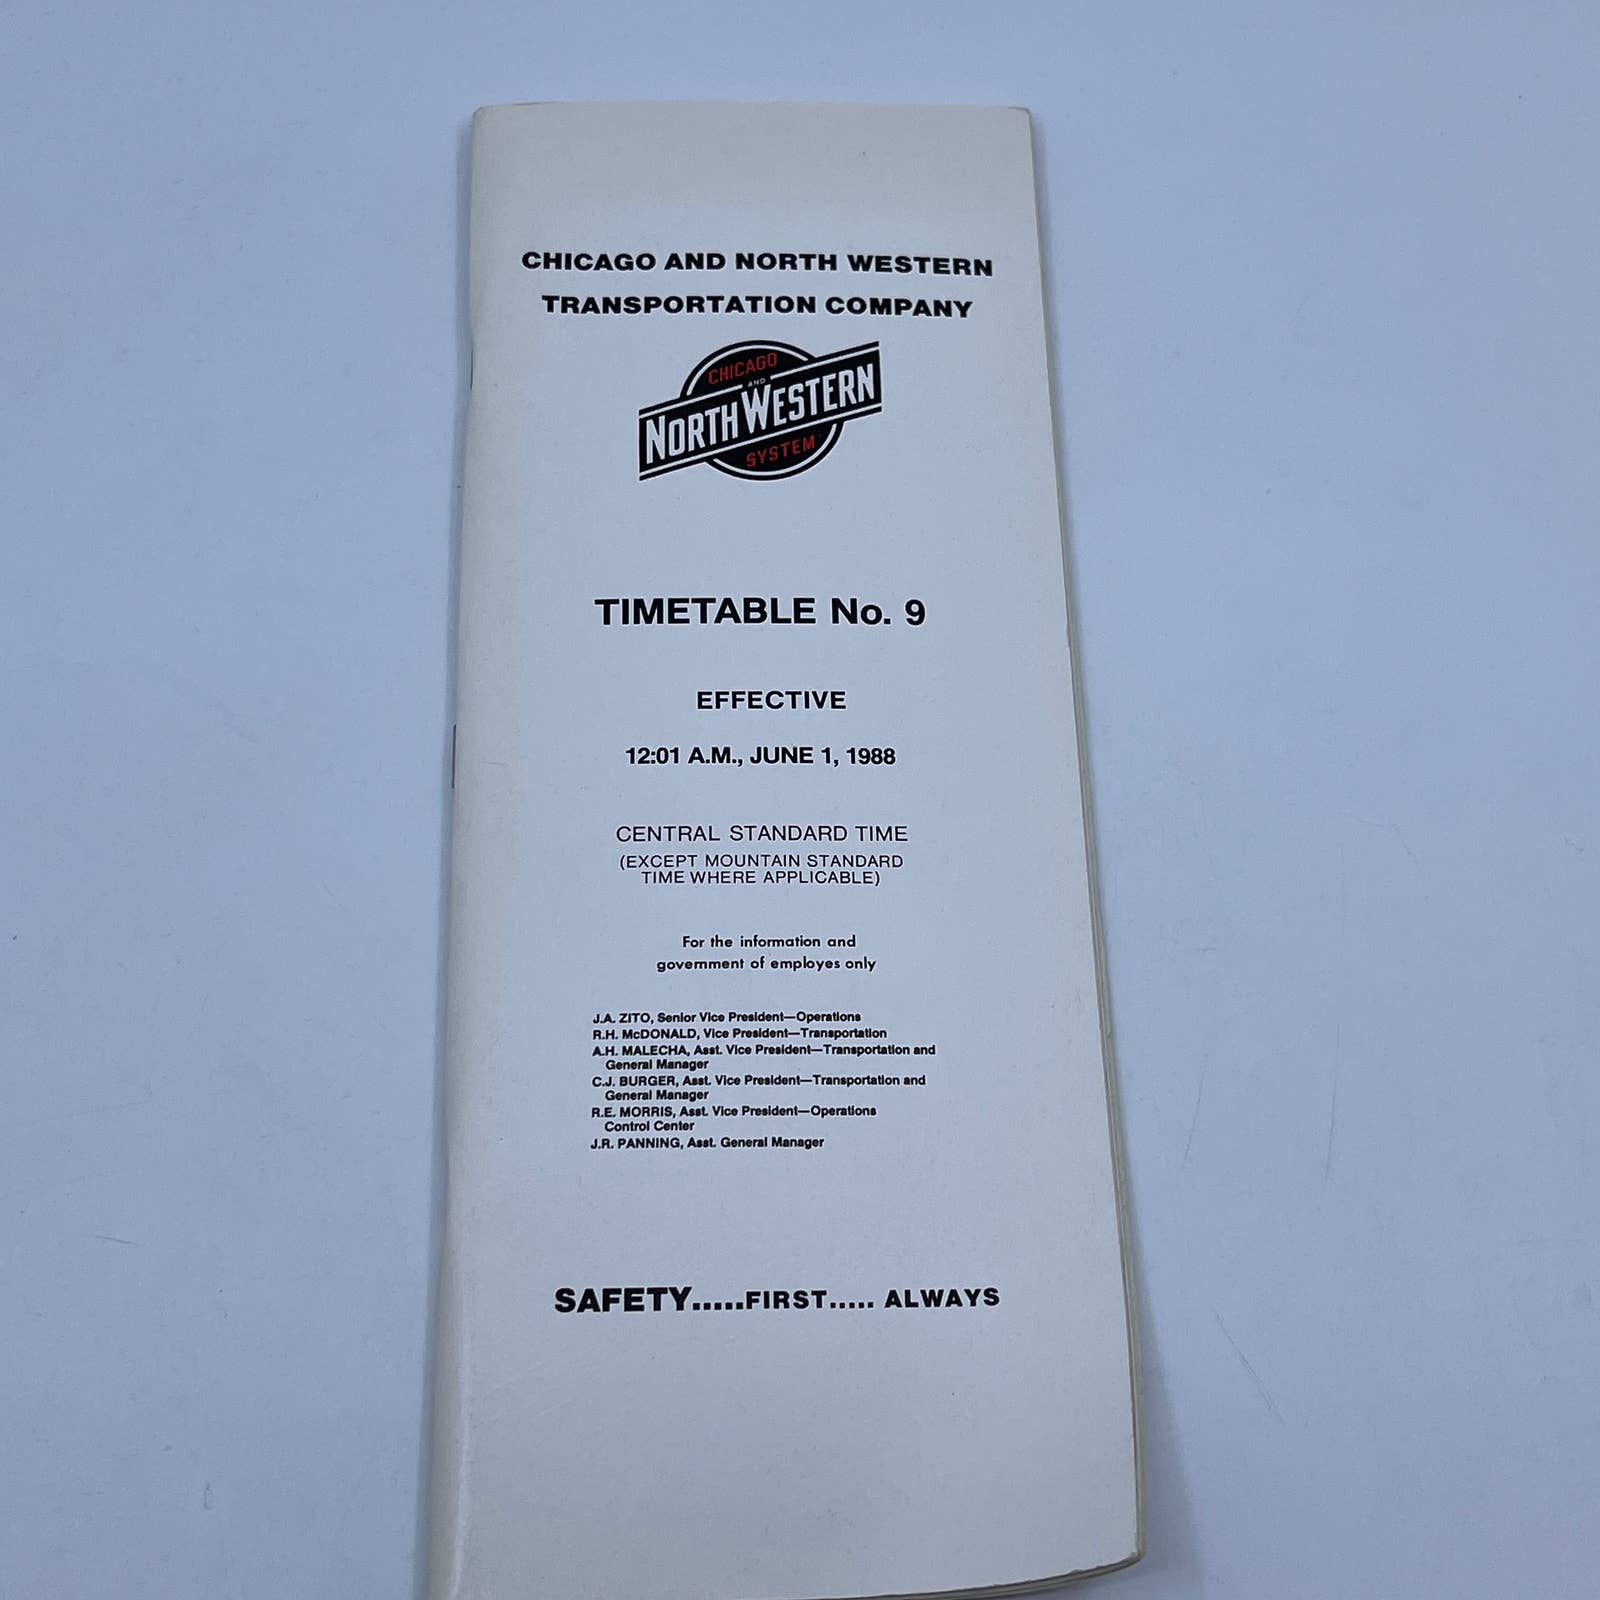 CHICAGO AND NORTH WESTERN
TRANSPORTATION COMPANY
CHICAGO
AND
NORTH WESTERN
SYSTEM
TIMETABLE No. 9
EFFECTIVE
12:01 A.M., JUNE 1, 1988
CENTRAL STANDARD TIME
(EXCEPT MOUNTAIN STANDARD
TIME WHERE APPLICABLE)
For the information and
government of employes only
J.A. ZITO, Senior Vice President—Operations
R.H. McDONALD, Vice President—Transportation
A.H. MALECHA, Asst. Vice President—Transportation and
General Manager
C.J. BURGER, Asst. Vice President—Transportation and
General Manager
R.E. MORRIS, Asst. Vice President—Operations
Control Center
J.R. PANNING, Asst. General Manager
SAFETY.....FIRST..... ALWAYS